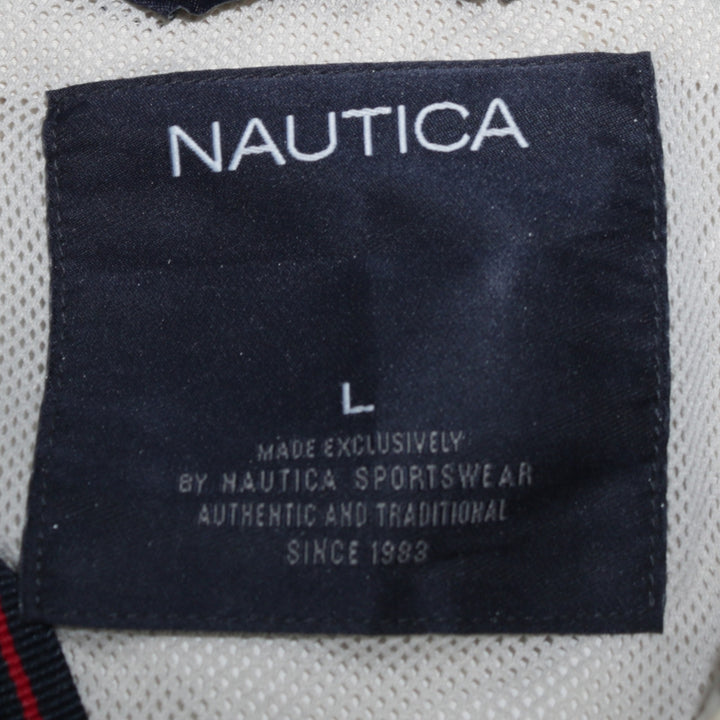 NAUTICA
L
MADE EXCLUSIVELY
BY NAUTICA SPORTSWEAR
AUTHENTIC AND TRADITIONAL
SINCE 1983